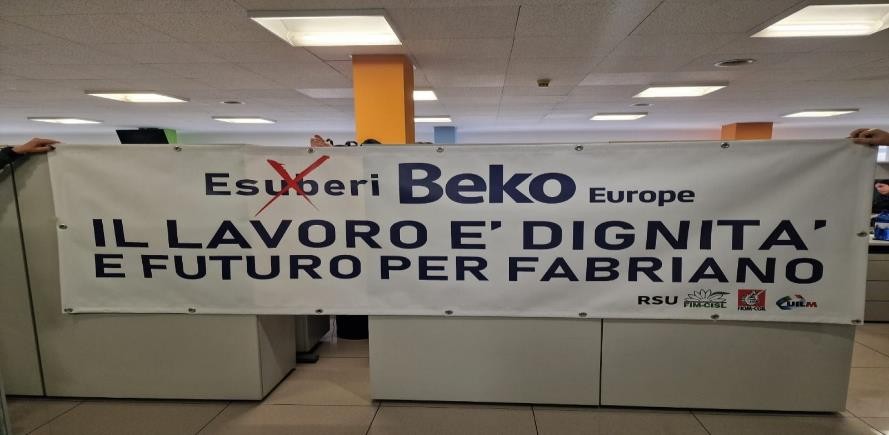 Esuberi Beko Europe
IL LAVORO E' DIGNITA'
E FUTURO PER FABRIANO
RSU FIM-CISL FIOM-CGIL UILM